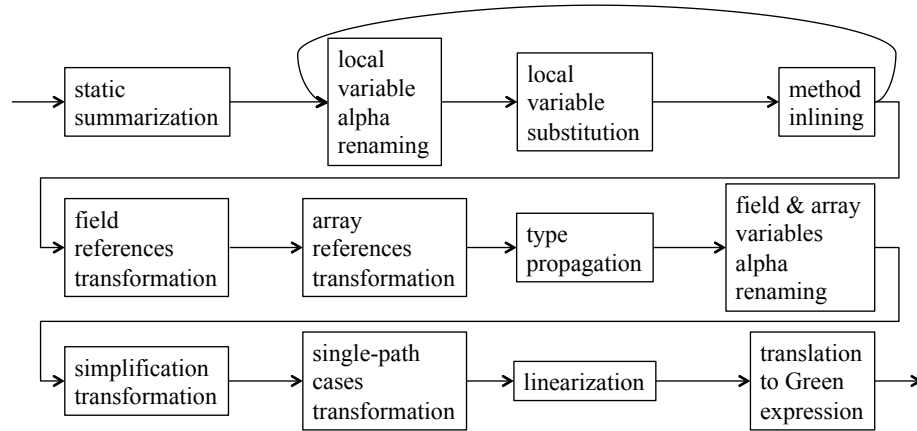 static
summarization
local
variable
alpha
renaming
local
variable
substitution
method
inlining
field
references
transformation
array
references
transformation
type
propagation
field & array
variables
alpha
renaming
simplification
transformation
single-path
cases
transformation
linearization
translation
to Green
expression